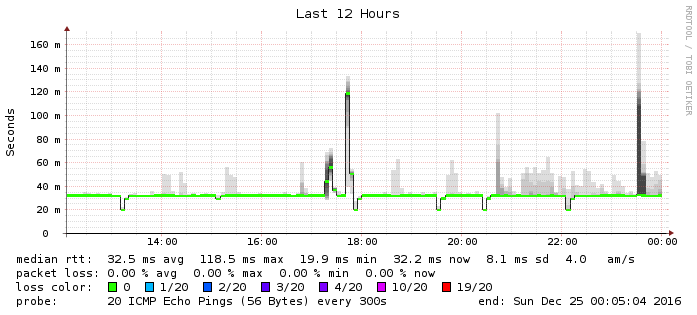 Last 12 Hours
RRDTOOL / TOBI OETIKER
Seconds
160 m
140 m
120 m
100 m
80 m
60 m
40 m
20 m
0
14:00 16:00 18:00 20:00 22:00 00:00
median rtt: 32.5 ms avg 118.5 ms max 19.9 ms min 32.2 ms now 8.1 ms sd 4.0 am/s
packet loss: 0.00 % avg 0.00 % max 0.00 % min 0.00 % now
loss color: 0 1/20 2/20 3/20 4/20 10/20 19/20
probe: 20 ICMP Echo Pings (56 Bytes) every 300s end: Sun Dec 25 00:05:04 2016